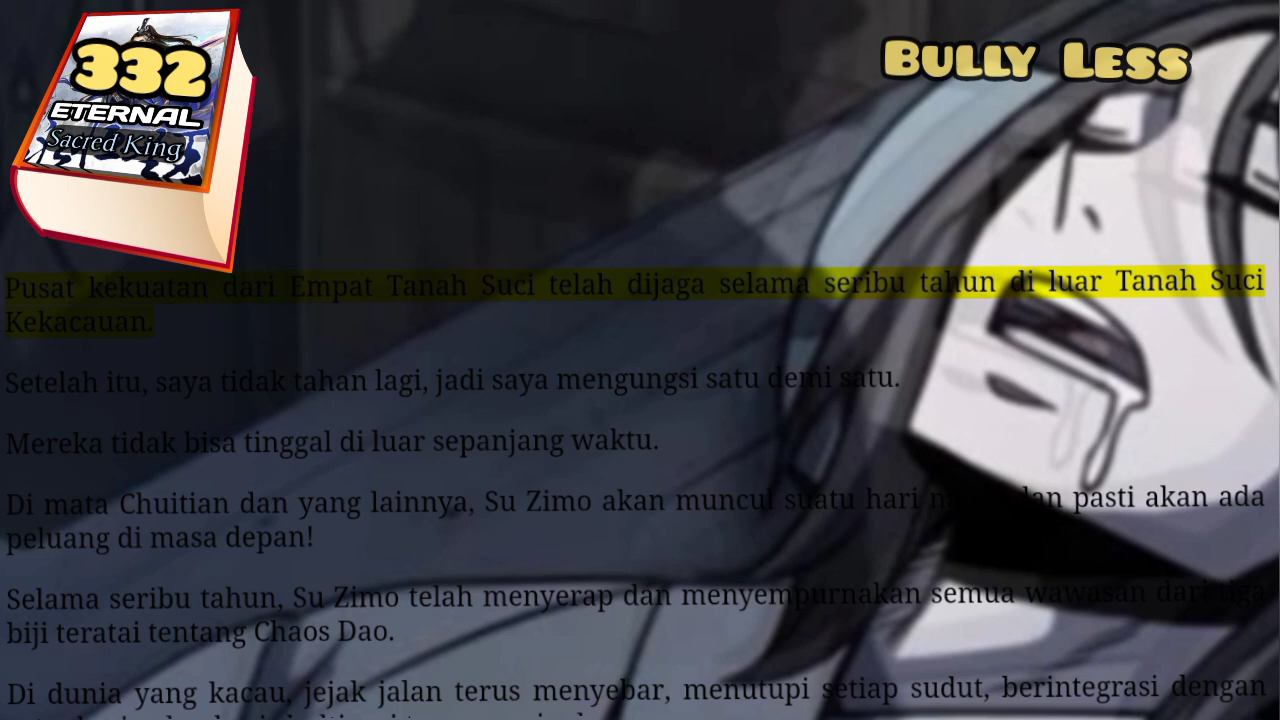 332
ETERNAL
Sacred King
BULLY LESS
Pusat kekuatan dari Empat Tanah Suci telah dijaga selama seribu tahun di luar Tanah Suci
Kekacauan.
Setelah itu, saya tidak tahan lagi, jadi saya mengungsi satu demi satu.
Mereka tidak bisa tinggal di luar sepanjang waktu.
Di mata Chuitian dan yang lainnya, Su Zimo akan muncul suatu hari dan pasti akan ada
peluang di masa depan!
Selama seribu tahun, Su Zimo telah menyerap dan menyempurnakan semua wawasan dari tiga
biji teratai tentang Chaos Dao.
Di dunia yang kacau, jejak jalan terus menyebar, menutupi setiap sudut, berintegrasi dengan